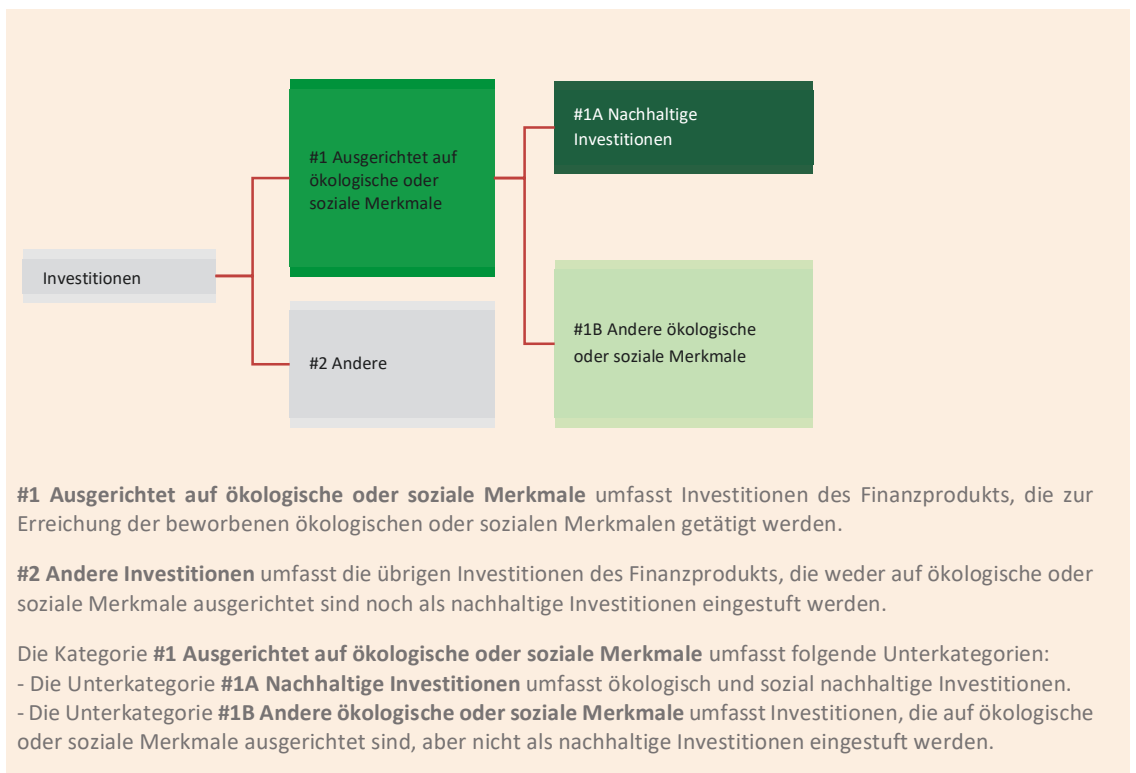 #1A Nachhaltige
Investitionen
#1 Ausgerichtet auf
ökologische oder
soziale Merkmale
Investitionen
#1B Andere ökologische
oder soziale Merkmale
#2 Andere
#1 Ausgerichtet auf ökologische oder soziale Merkmale umfasst Investitionen des Finanzprodukts, die zur
Erreichung der beworbenen ökologischen oder sozialen Merkmalen getätigt werden.
#2 Andere Investitionen umfasst die übrigen Investitionen des Finanzprodukts, die weder auf ökologische oder
soziale Merkmale ausgerichtet sind noch als nachhaltige Investitionen eingestuft werden.
Die Kategorie #1 Ausgerichtet auf ökologische oder soziale Merkmale umfasst folgende Unterkategorien:
- Die Unterkategorie #1A Nachhaltige Investitionen umfasst ökologisch und sozial nachhaltige Investitionen.
- Die Unterkategorie #1B Andere ökologische oder soziale Merkmale umfasst Investitionen, die auf ökologische
oder soziale Merkmale ausgerichtet sind, aber nicht als nachhaltige Investitionen eingestuft werden.